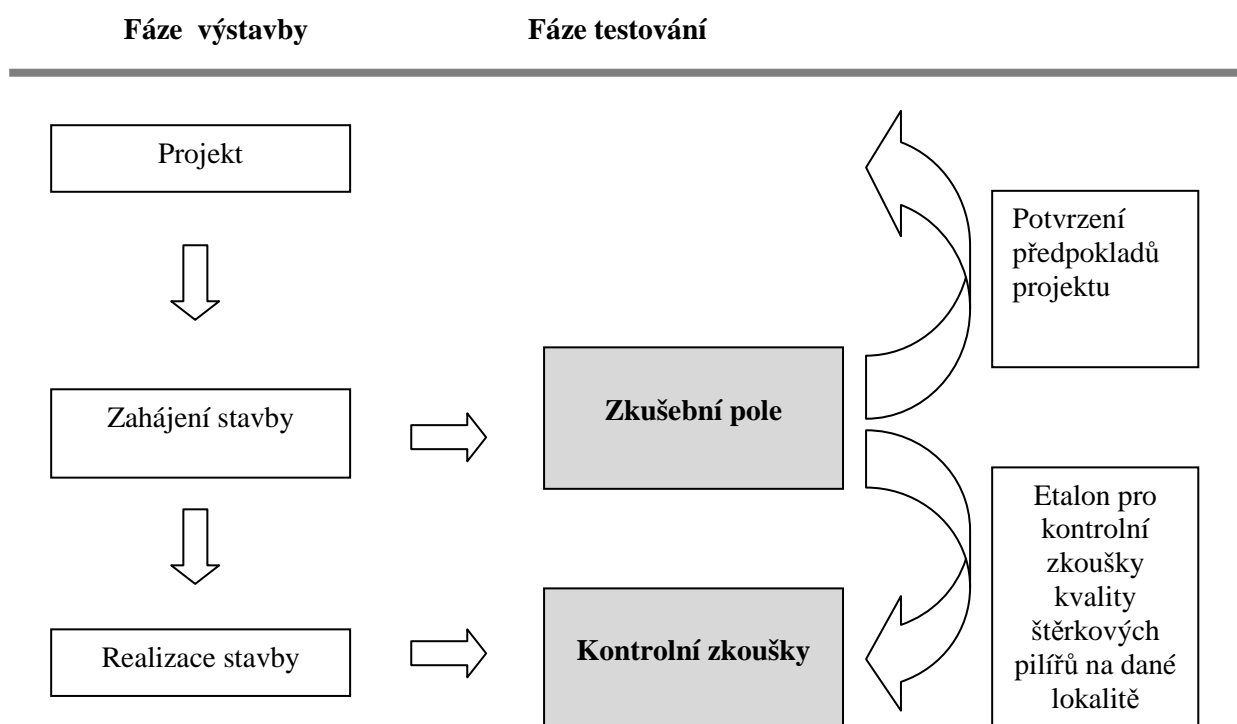 Fáze výstavby
Fáze testování
Projekt
Potvrzení
předpokladů
projektu
Zahájení stavby
Zkušební pole
Etalon pro
kontrolní
zkoušky
kvality
štěrkových
pilířů na dané
lokalitě
Realizace stavby
Kontrolní zkoušky